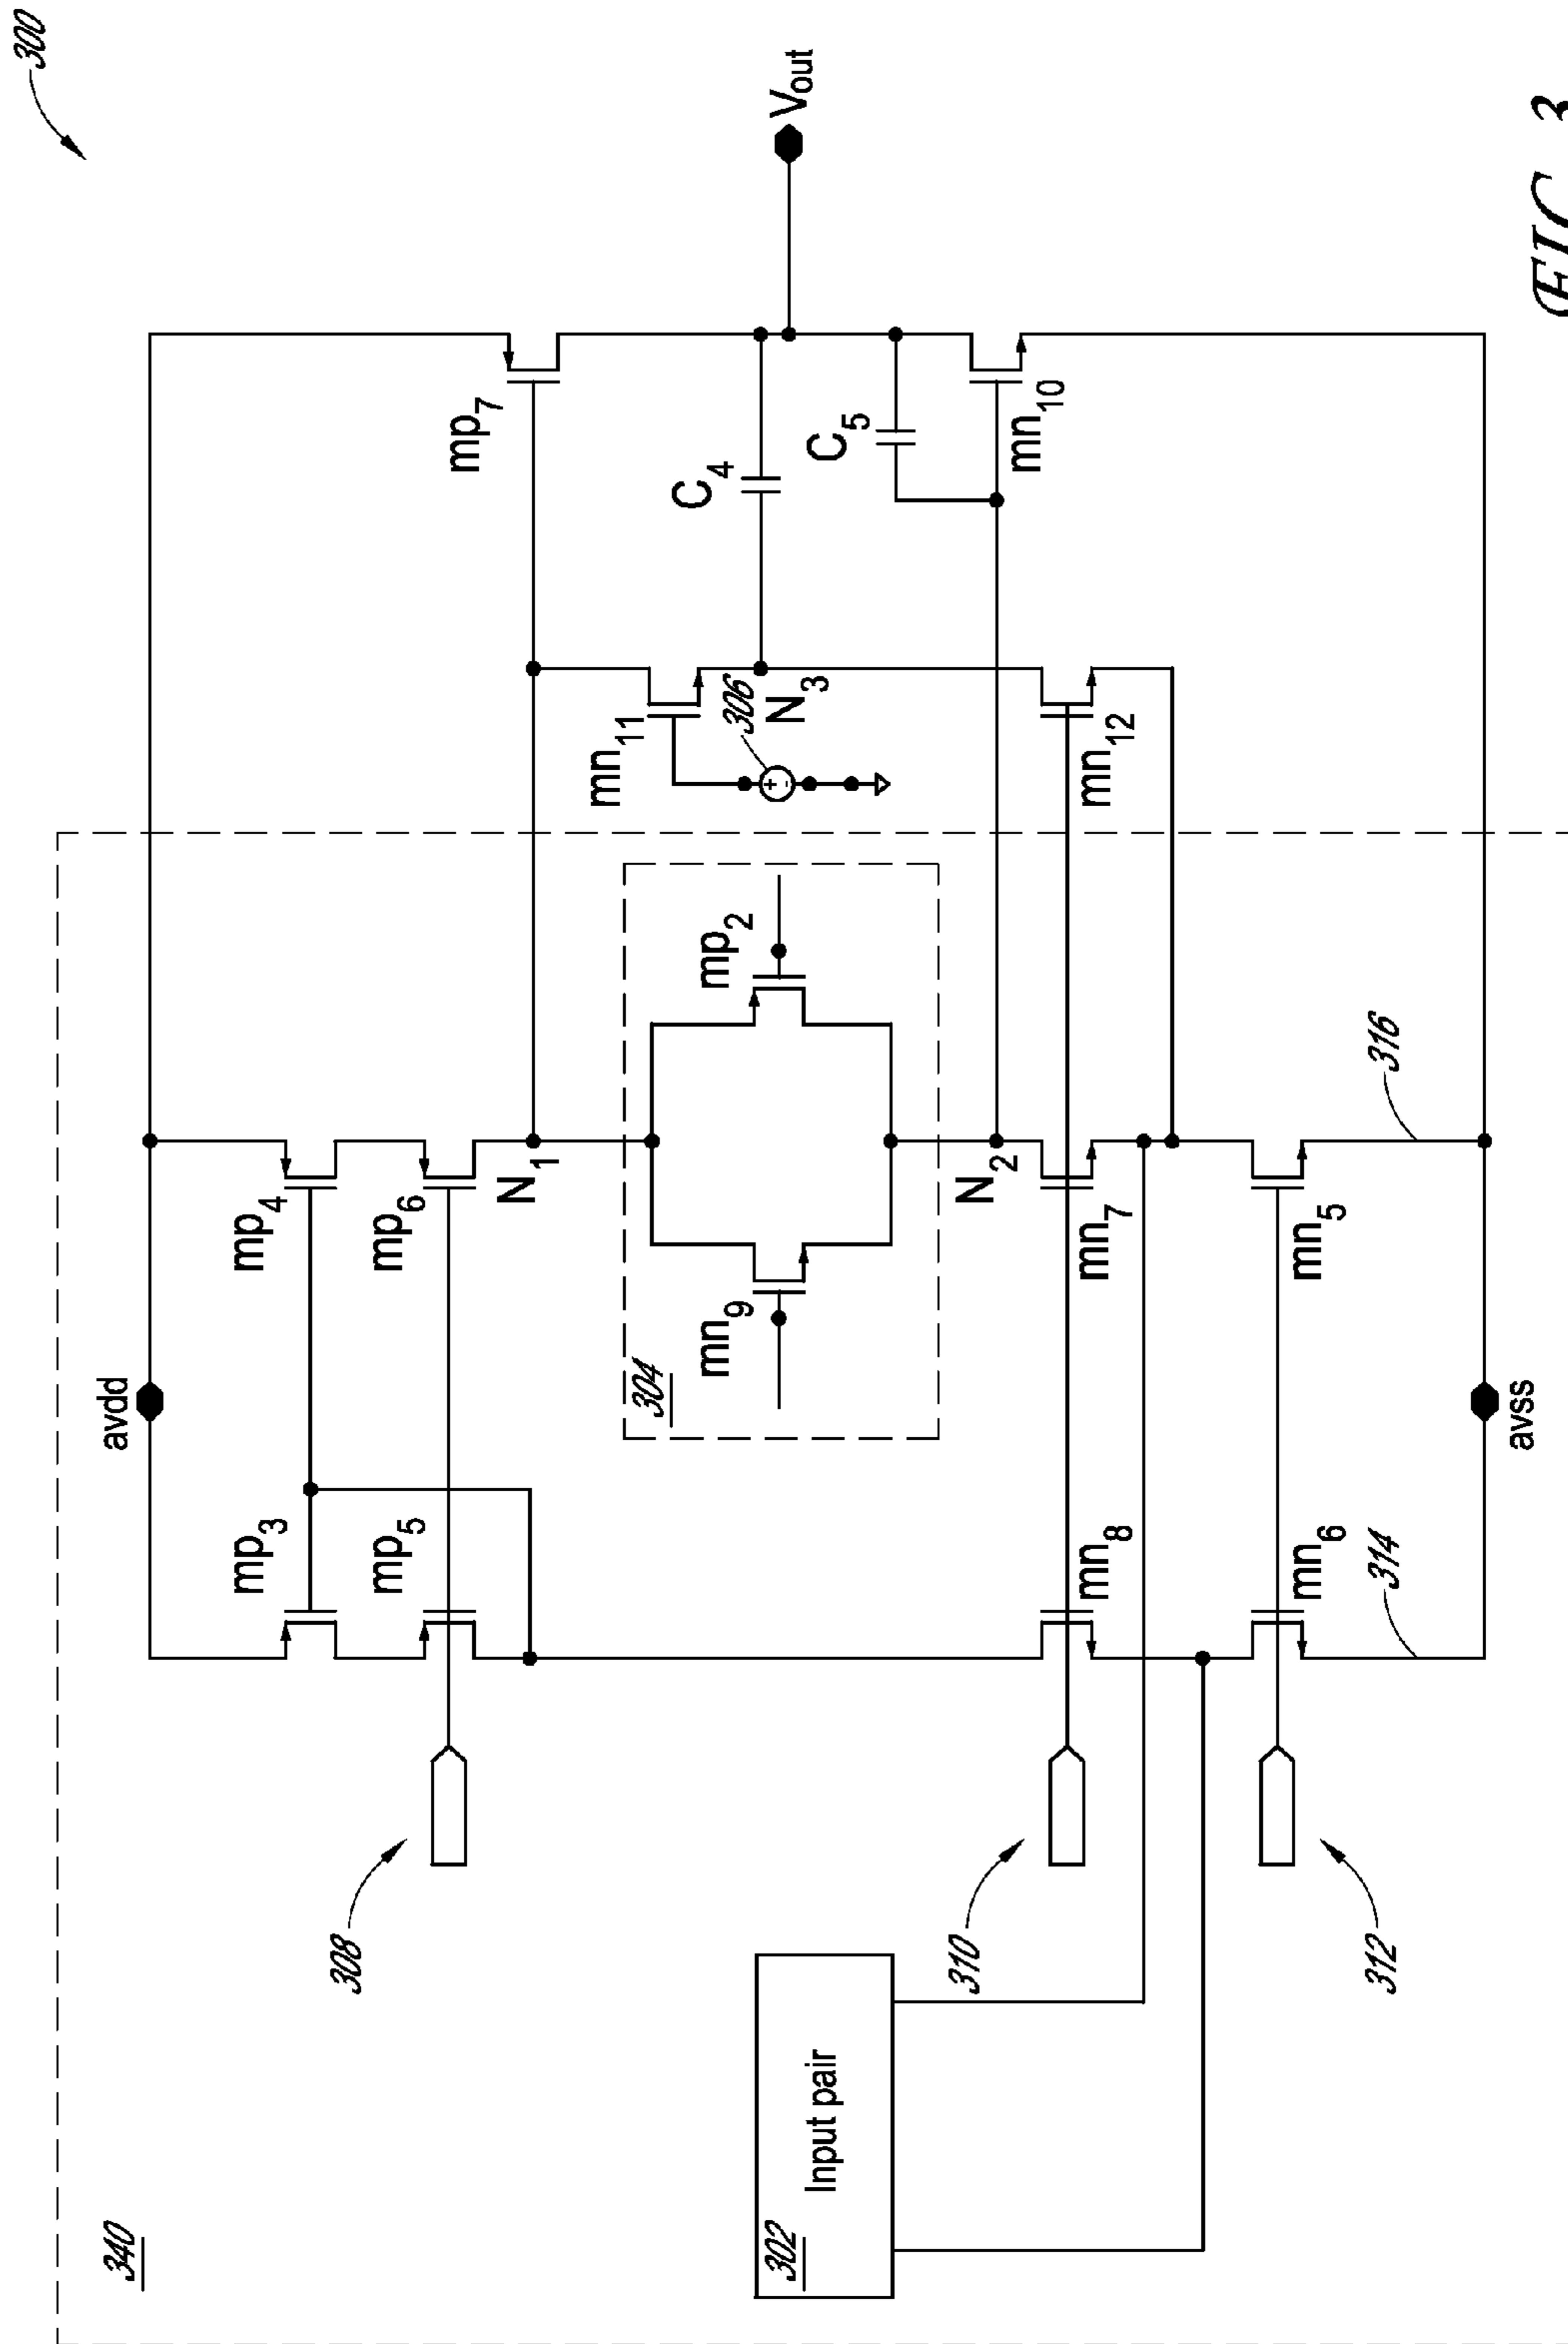 300
340
avdd
mp3
mp4
mp5
mp6
mp7
308
N1
Vout
302
Input pair
304
mn9
mp2
mn11
306
N3
C4
C5
N2
mn10
310
mn8
mn7
mn12
312
mn6
mn5
314
316
avss
FIG. 3